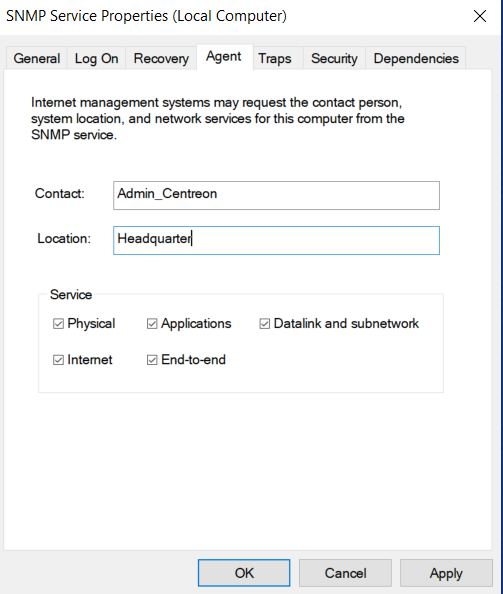 SNMP Service Properties (Local Computer)
General Log On Recovery Agent Traps Security Dependencies
Internet management systems may request the contact person,
system location, and network services for this computer from the
SNMP service.
Contact: Admin_Centreon
Location: Headquarter
Service
Physical Applications Datalink and subnetwork
Internet End-to-end
OK Cancel Apply